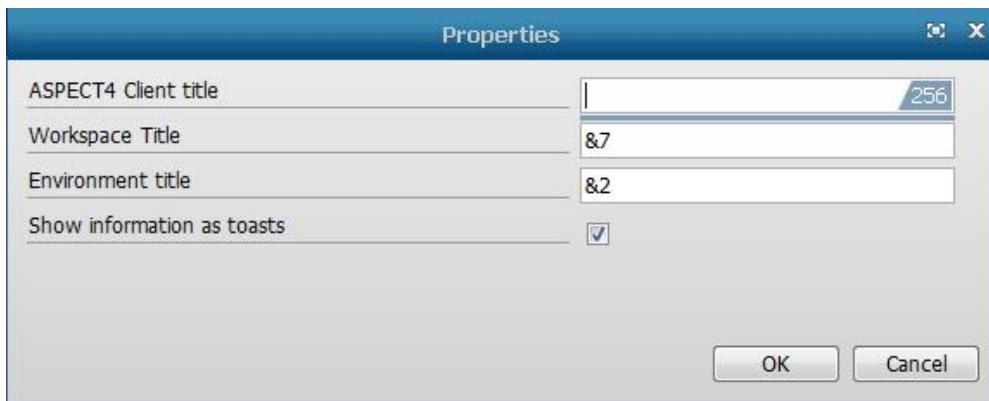 Properties
ASPECT4 Client title
256
Workspace Title
&7
Environment title
&2
Show information as toasts
OK
Cancel